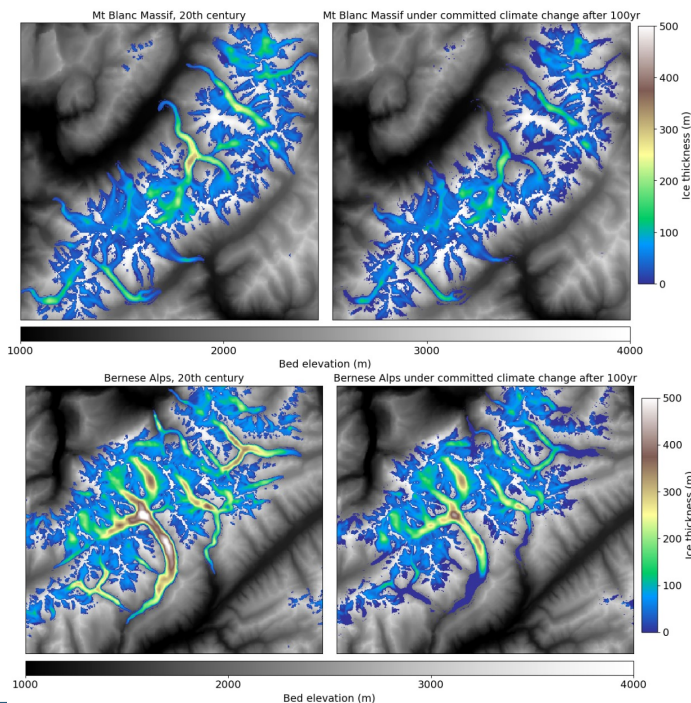 Mt Blanc Massif, 20th century
Mt Blanc Massif under committed climate change after 100yr
500
400
300
200
100
0
Ice thickness (m)
1000
2000
3000
4000
Bed elevation (m)
Bernese Alps, 20th century
Bernese Alps under committed climate change after 100yr
500
400
300
200
100
0
Ice thickness (m)
1000
2000
3000
4000
Bed elevation (m)